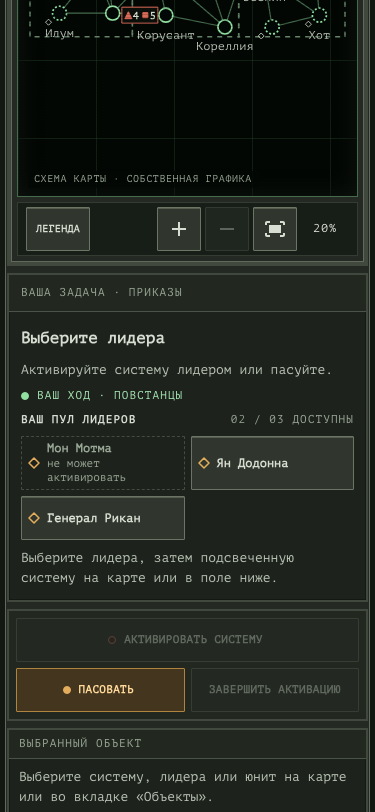 4 5
Идум
Корусант
Хот
Кореллия
СХЕМА КАРТЫ · СОБСТВЕННАЯ ГРАФИКА
ЛЕГЕНДА
+
−
20%
ВАША ЗАДАЧА · ПРИКАЗЫ
Выберите лидера
Активируйте систему лидером или пасуйте.
ВАШ ХОД · ПОВСТАНЦЫ
ВАШ ПУЛ ЛИДЕРОВ
02 / 03 ДОСТУПНЫ
Мон Мотма
не может
активировать
Ян Додонна
Генерал Рикан
Выберите лидера, затем подсвеченную
систему на карте или в поле ниже.
АКТИВИРОВАТЬ СИСТЕМУ
ПАСОВАТЬ
ЗАВЕРШИТЬ АКТИВАЦИЮ
ВЫБРАННЫЙ ОБЪЕКТ
Выберите систему, лидера или юнит на карте
или во вкладке «Объекты».